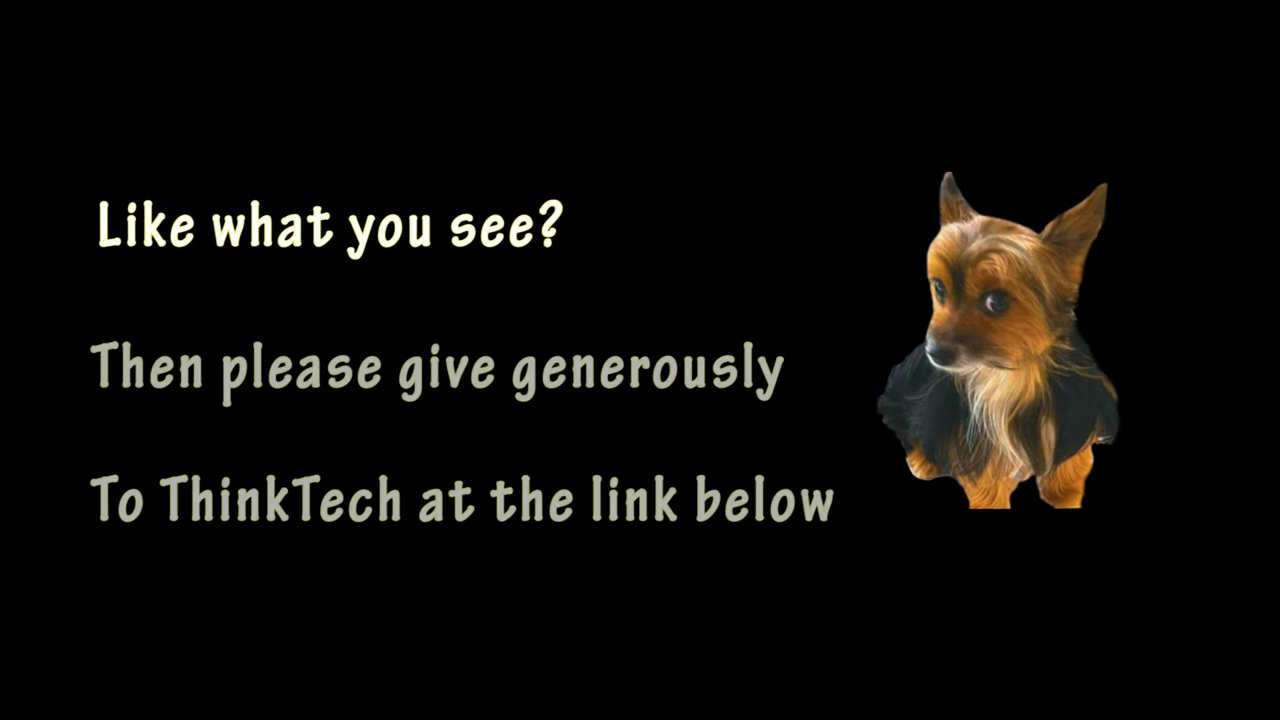 Like what you see?
Then please give generously
To ThinkTech at the link below